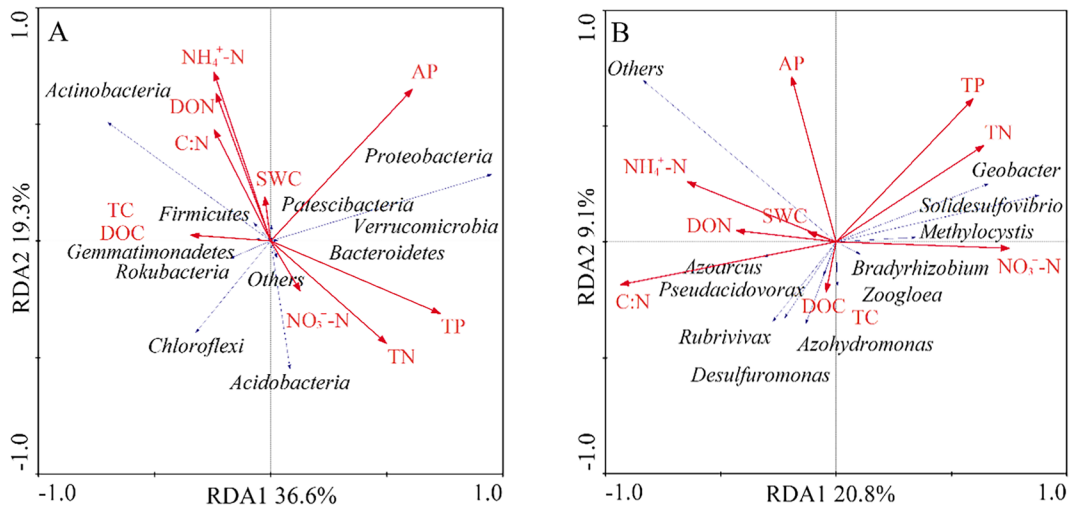 A
1.0
NH₄⁺-N
AP
Actinobacteria
DON
C:N
Proteobacteria
SWC
Patescibacteria
TC
Firmicutes
Verrucomicrobia
DOC
Gemmatimonadetes
Bacteroidetes
Rokubacteria
Others
NO₃⁻-N
TP
Chloroflexi
TN
Acidobacteria
RDA2 19.3%
-1.0
-1.0
RDA1 36.6%
1.0
B
1.0
Others
AP
TP
TN
NH₄⁺-N
Geobacter
Solidesulfovibrio
SWC
DON
Methylocystis
Azoarcus
Bradyrhizobium
NO₃⁻-N
Pseudacidovorax
Zoogloea
C:N
DOC
TC
Rubrivivax
Azohydromonas
Desulfuromonas
RDA2 9.1%
-1.0
-1.0
RDA1 20.8%
1.0